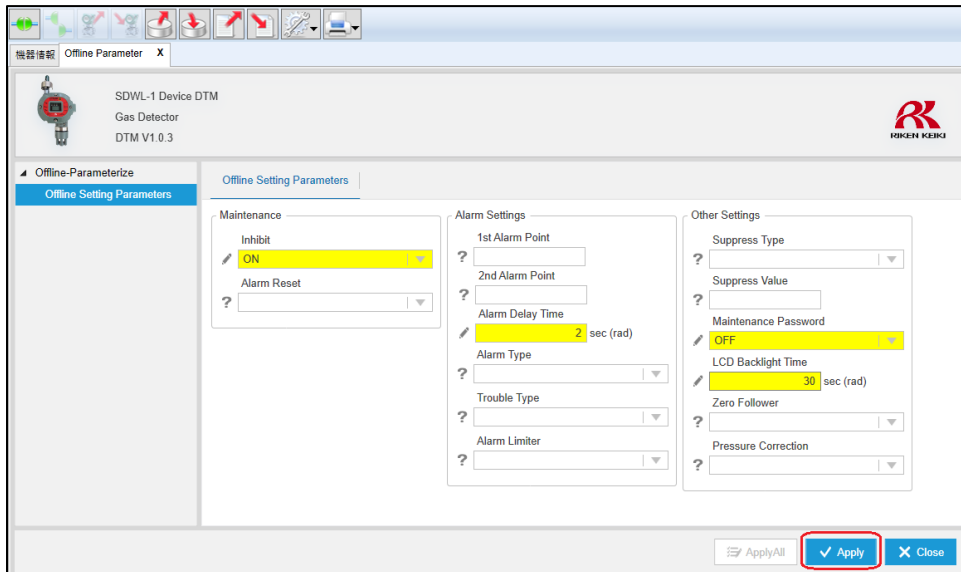 機器情報
Offline Parameter X
SDWL-1 Device DTM
Gas Detector
DTM V1.0.3
RIKEN KEIKI
Offline-Parameterize
Offline Setting Parameters
Offline Setting Parameters
Maintenance
Inhibit
ON
Alarm Reset
?
Alarm Settings
1st Alarm Point
?
2nd Alarm Point
?
Alarm Delay Time
2 sec (rad)
Alarm Type
?
Trouble Type
?
Alarm Limiter
?
Other Settings
Suppress Type
?
Suppress Value
?
Maintenance Password
OFF
LCD Backlight Time
30 sec (rad)
Zero Follower
?
Pressure Correction
?
ApplyAll
Apply
Close